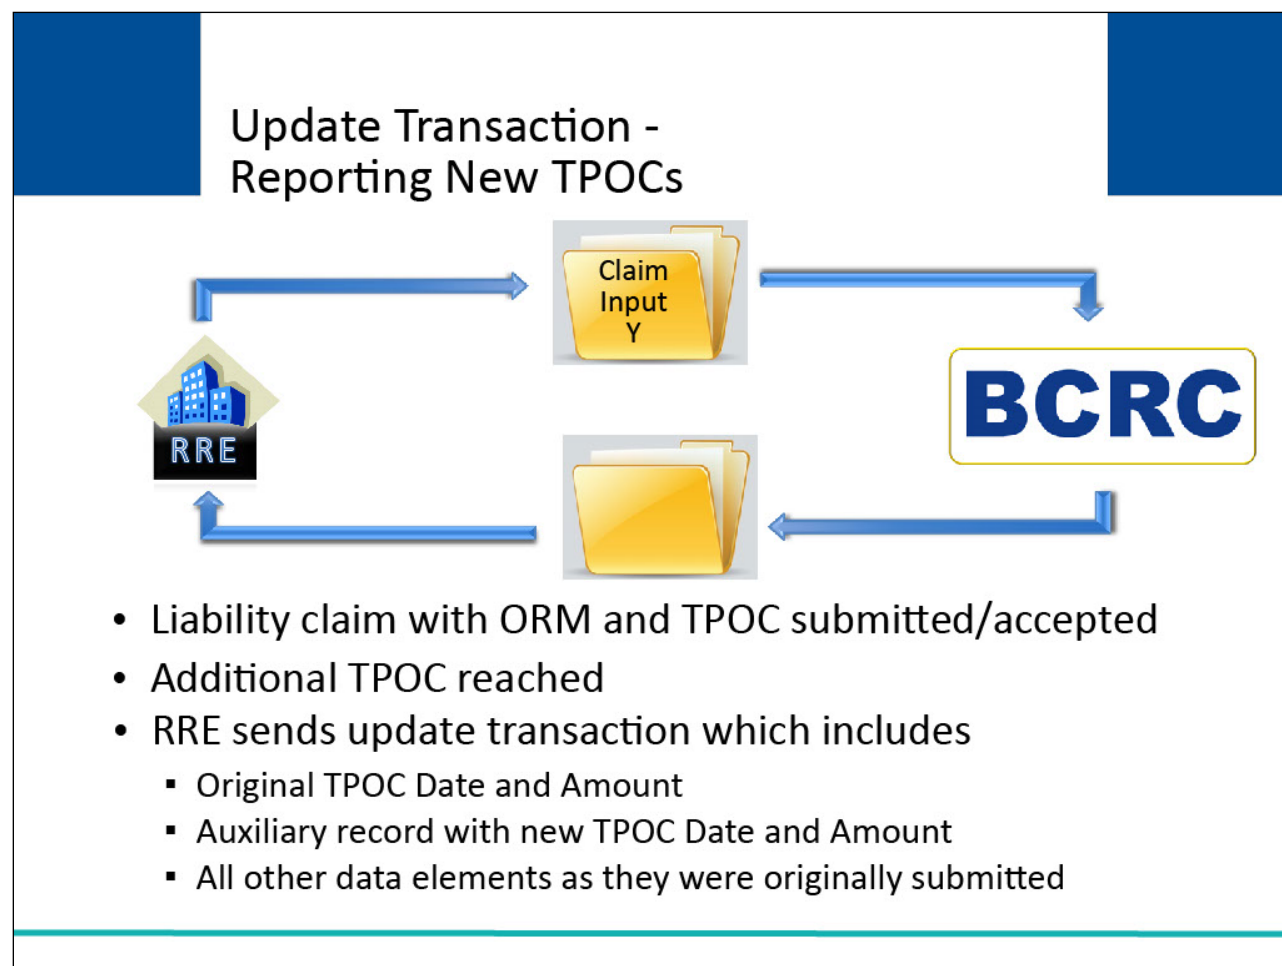 Update Transaction -
Reporting New TPOCs
Claim
Input
Y
RRE
BCRC
• Liability claim with ORM and TPOC submitted/accepted
• Additional TPOC reached
• RRE sends update transaction which includes
▪ Original TPOC Date and Amount
▪ Auxiliary record with new TPOC Date and Amount
▪ All other data elements as they were originally submitted